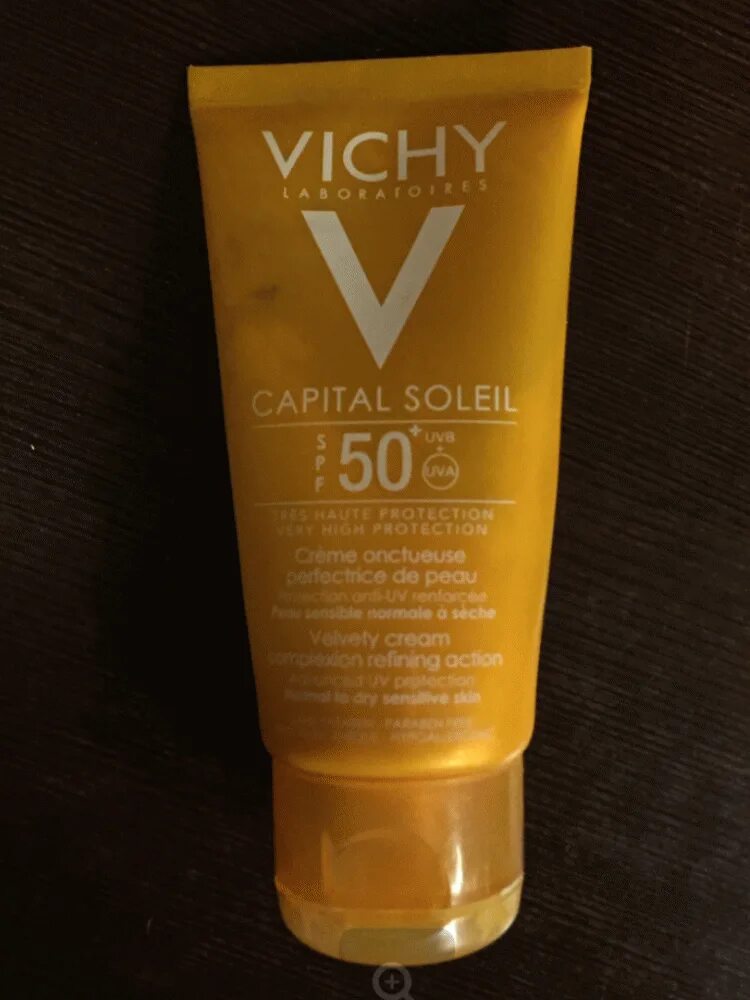 VICHY
LABORATOIRES
V
CAPITAL SOLEIL
SPF 50+ UVB + UVA
TRÈS HAUTE PROTECTION
VERY HIGH PROTECTION
Crème onctueuse
perfectrice de peau
Protection anti-UV renforcée
Peau sensible normale à sèche
Velvety cream
complexion refining action
Advanced UV protection
Normal to dry sensitive skin
PARABEN FREE